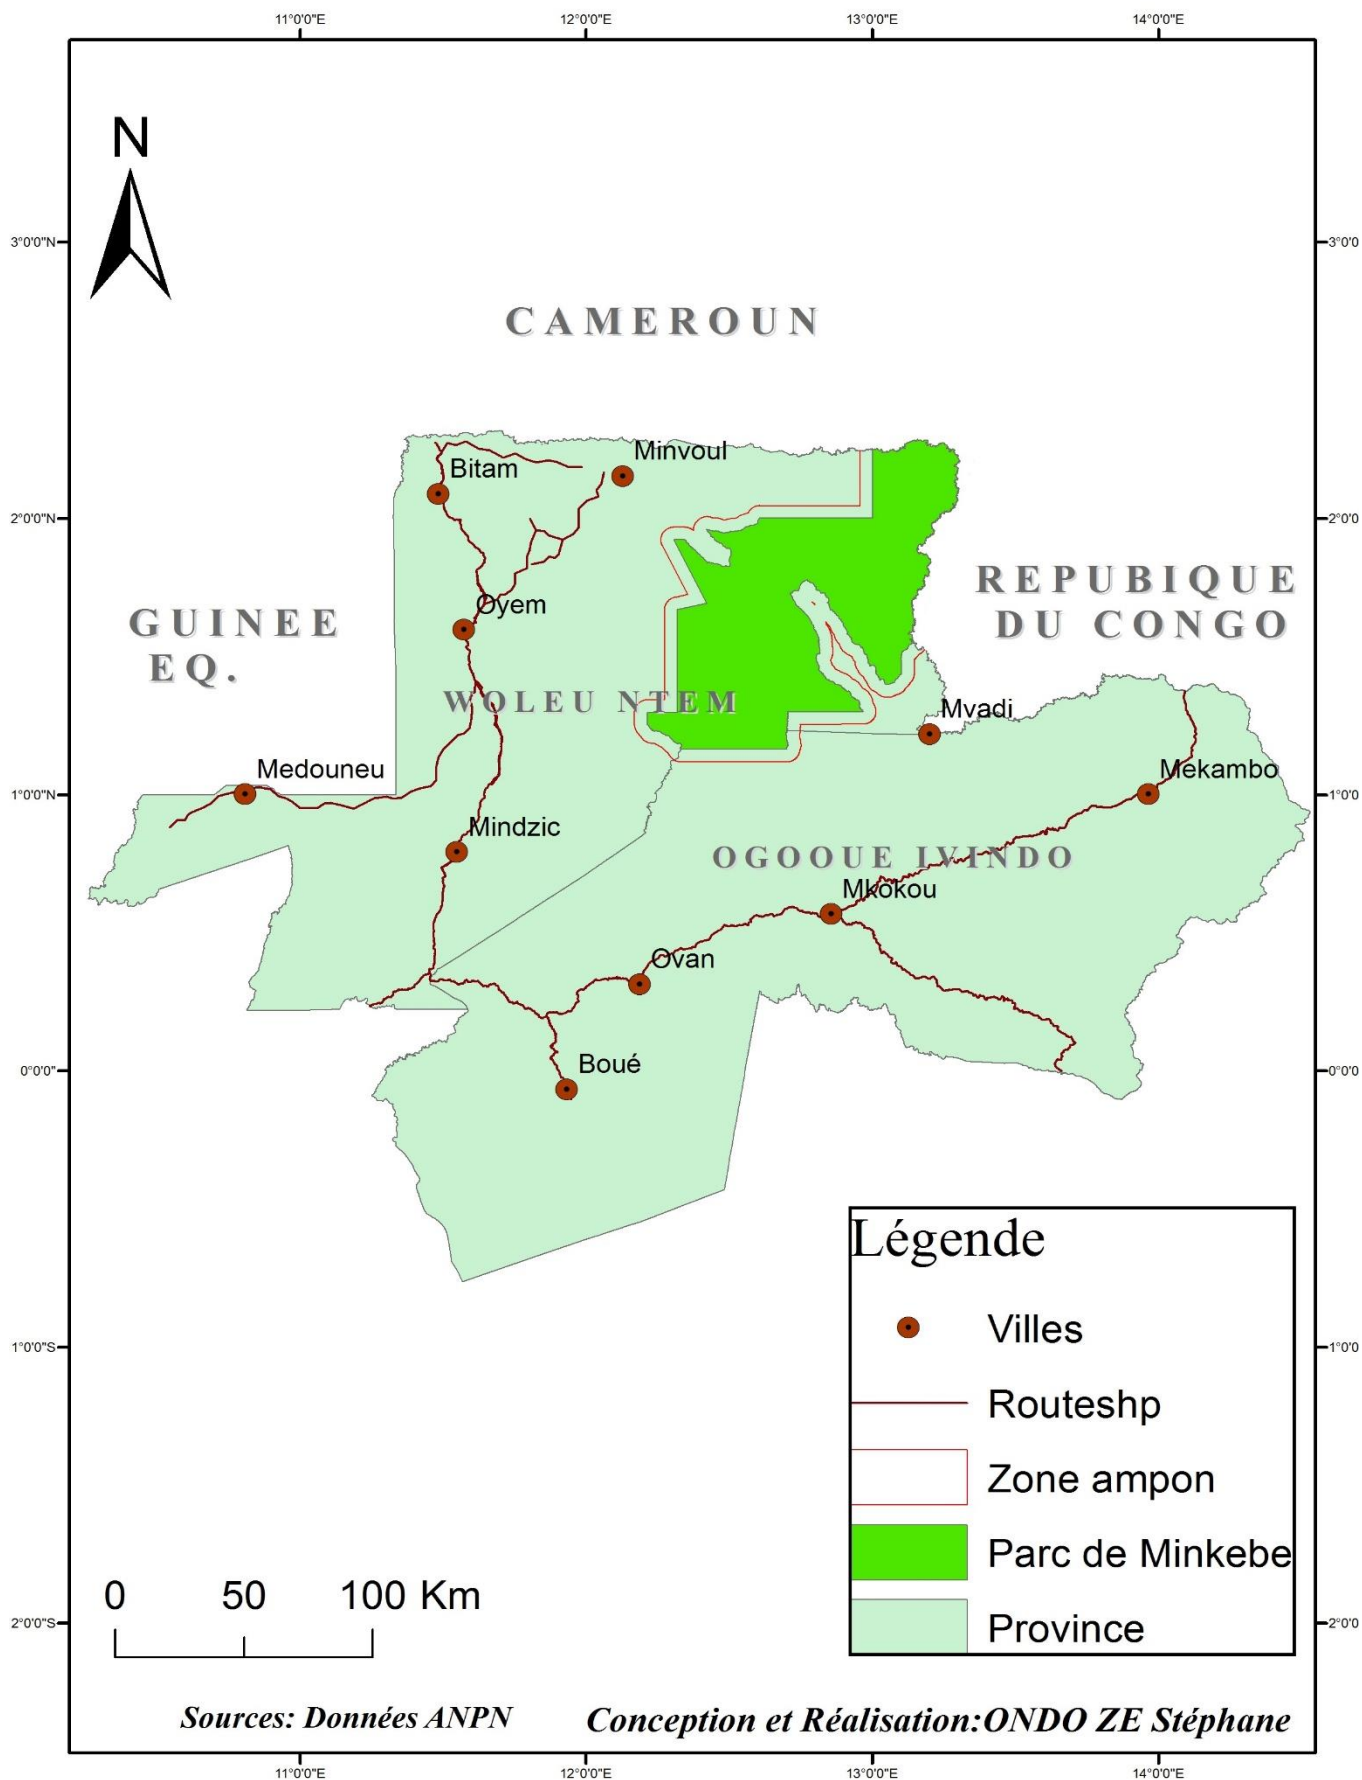 11°0'0"E 12°0'0"E 13°0'0"E 14°0'0"E
N
3°0'0"N 3°0'0
CAMEROUN
Minvoul
Bitam
2°0'0"N 2°0'0
REPUBIQUE
DU CONGO
GUINEE
EQ.
Oyem
WOLEU NTEM
Mvadi
Medouneu
Mekambo
1°0'0"N 1°0'0
Mindzic
OGOOUE IVINDO
Mkokou
Ovan
Boué
0°0'0" 0°0'0
Légende
Villes
1°0'0"S 1°0'0
Routeshp
Zone ampon
Parc de Minkebe
Province
0 50 100 Km
2°0'0"S 2°0'0
Sources: Données ANPN
Conception et Réalisation:ONDO ZE Stéphane
11°0'0"E 12°0'0"E 13°0'0"E 14°0'0"E